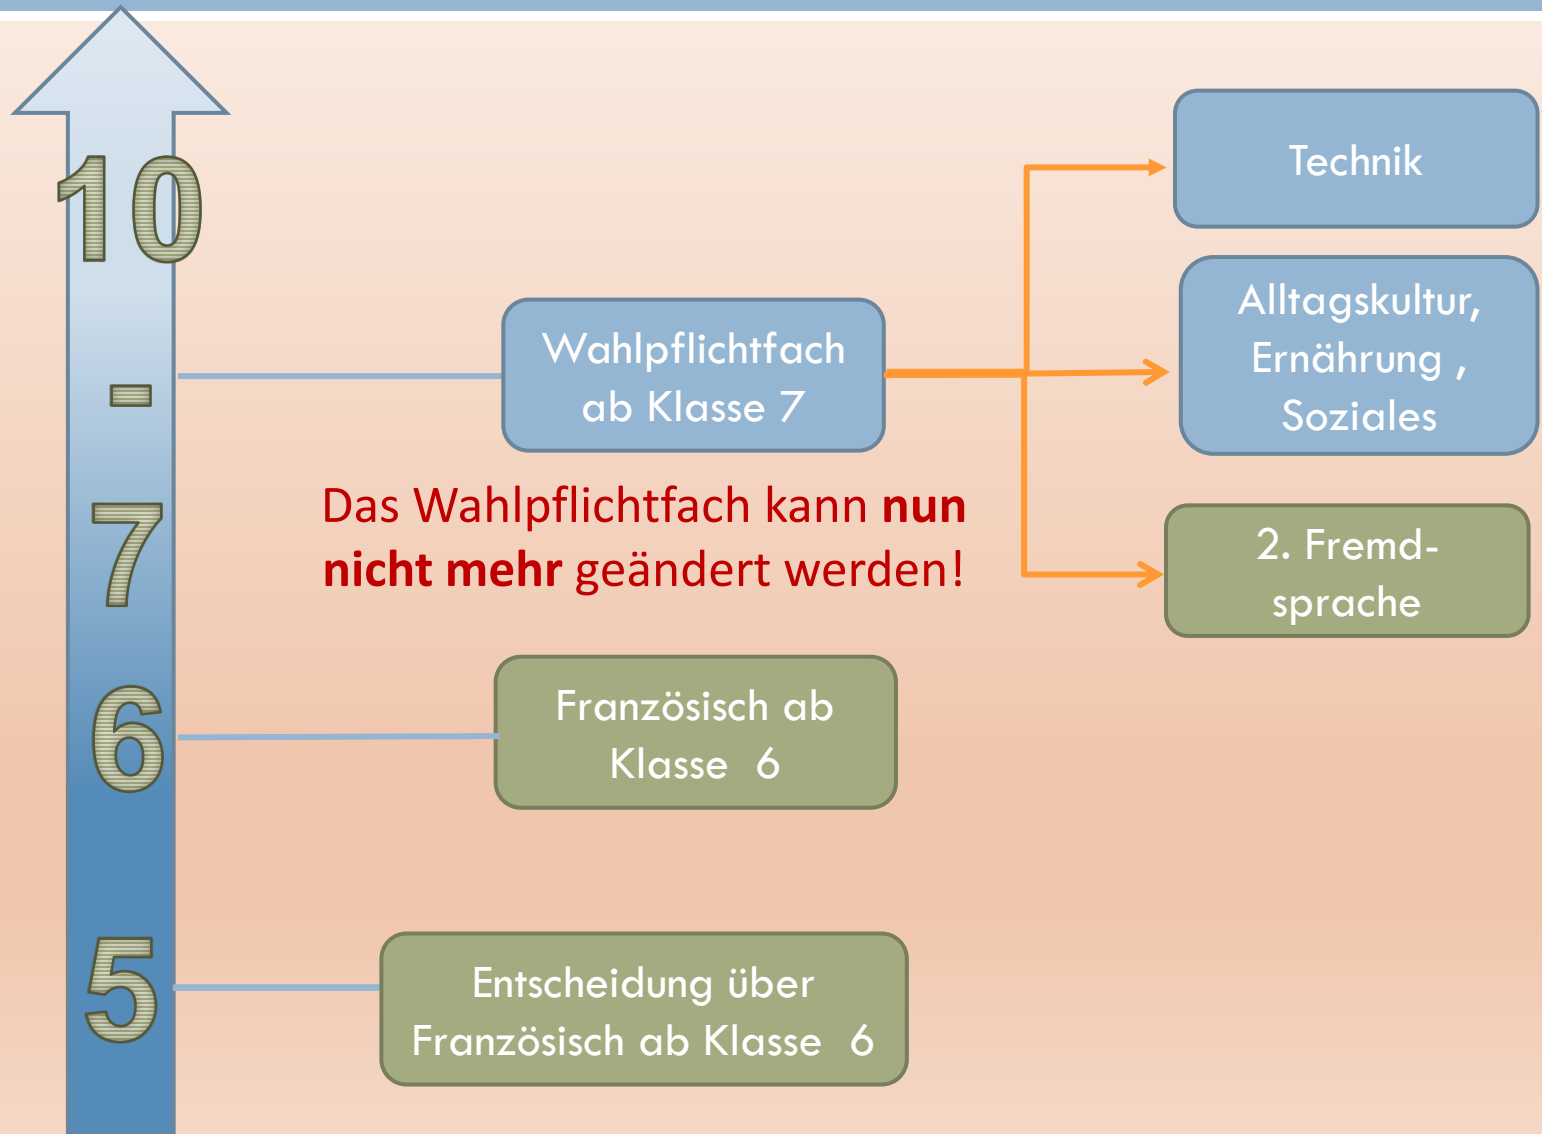 10
-
7
6
5
Technik
Alltagskultur,
Ernährung ,
Soziales
Wahlpflichtfach
ab Klasse 7
Das Wahlpflichtfach kann nun
nicht mehr geändert werden!
2. Fremd-
sprache
Französisch ab
Klasse  6
Entscheidung über
Französisch ab Klasse  6